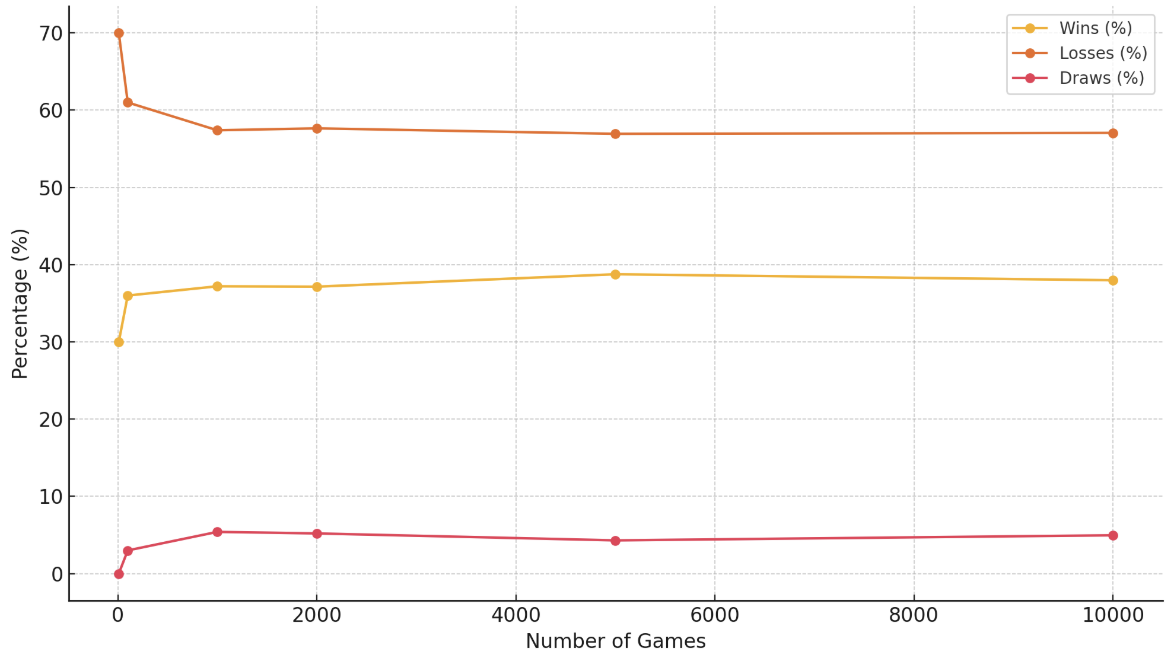 Wins (%)
Losses (%)
Draws (%)
Percentage (%)
70
60
50
40
30
20
10
0
0 2000 4000 6000 8000 10000
Number of Games